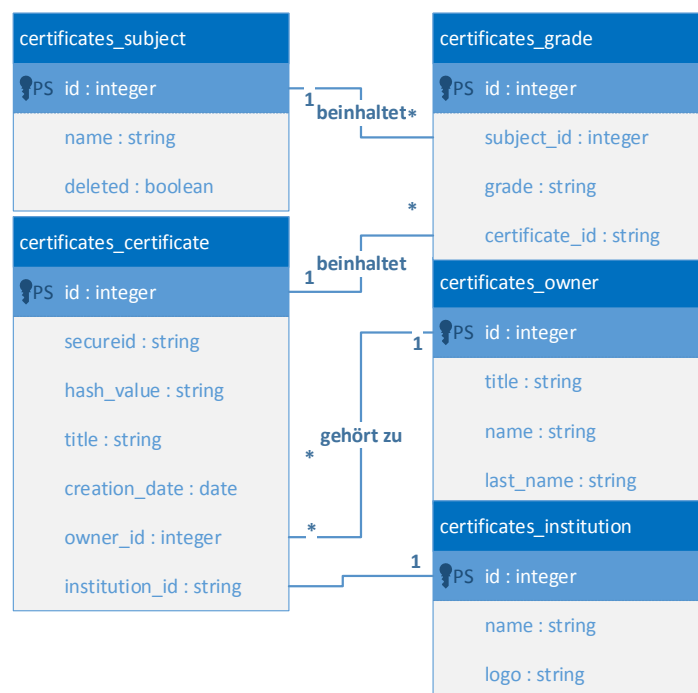 certificates_subject
PS id : integer
name : string
deleted : boolean
certificates_certificate
PS id : integer
secureid : string
hash_value : string
title : string
creation_date : date
owner_id : integer
institution_id : string
1
beinhaltet
*
*
beinhaltet
1
1
gehört zu
*
*
1
certificates_grade
PS id : integer
subject_id : integer
grade : string
certificate_id : string
certificates_owner
PS id : integer
title : string
name : string
last_name : string
certificates_institution
PS id : integer
name : string
logo : string